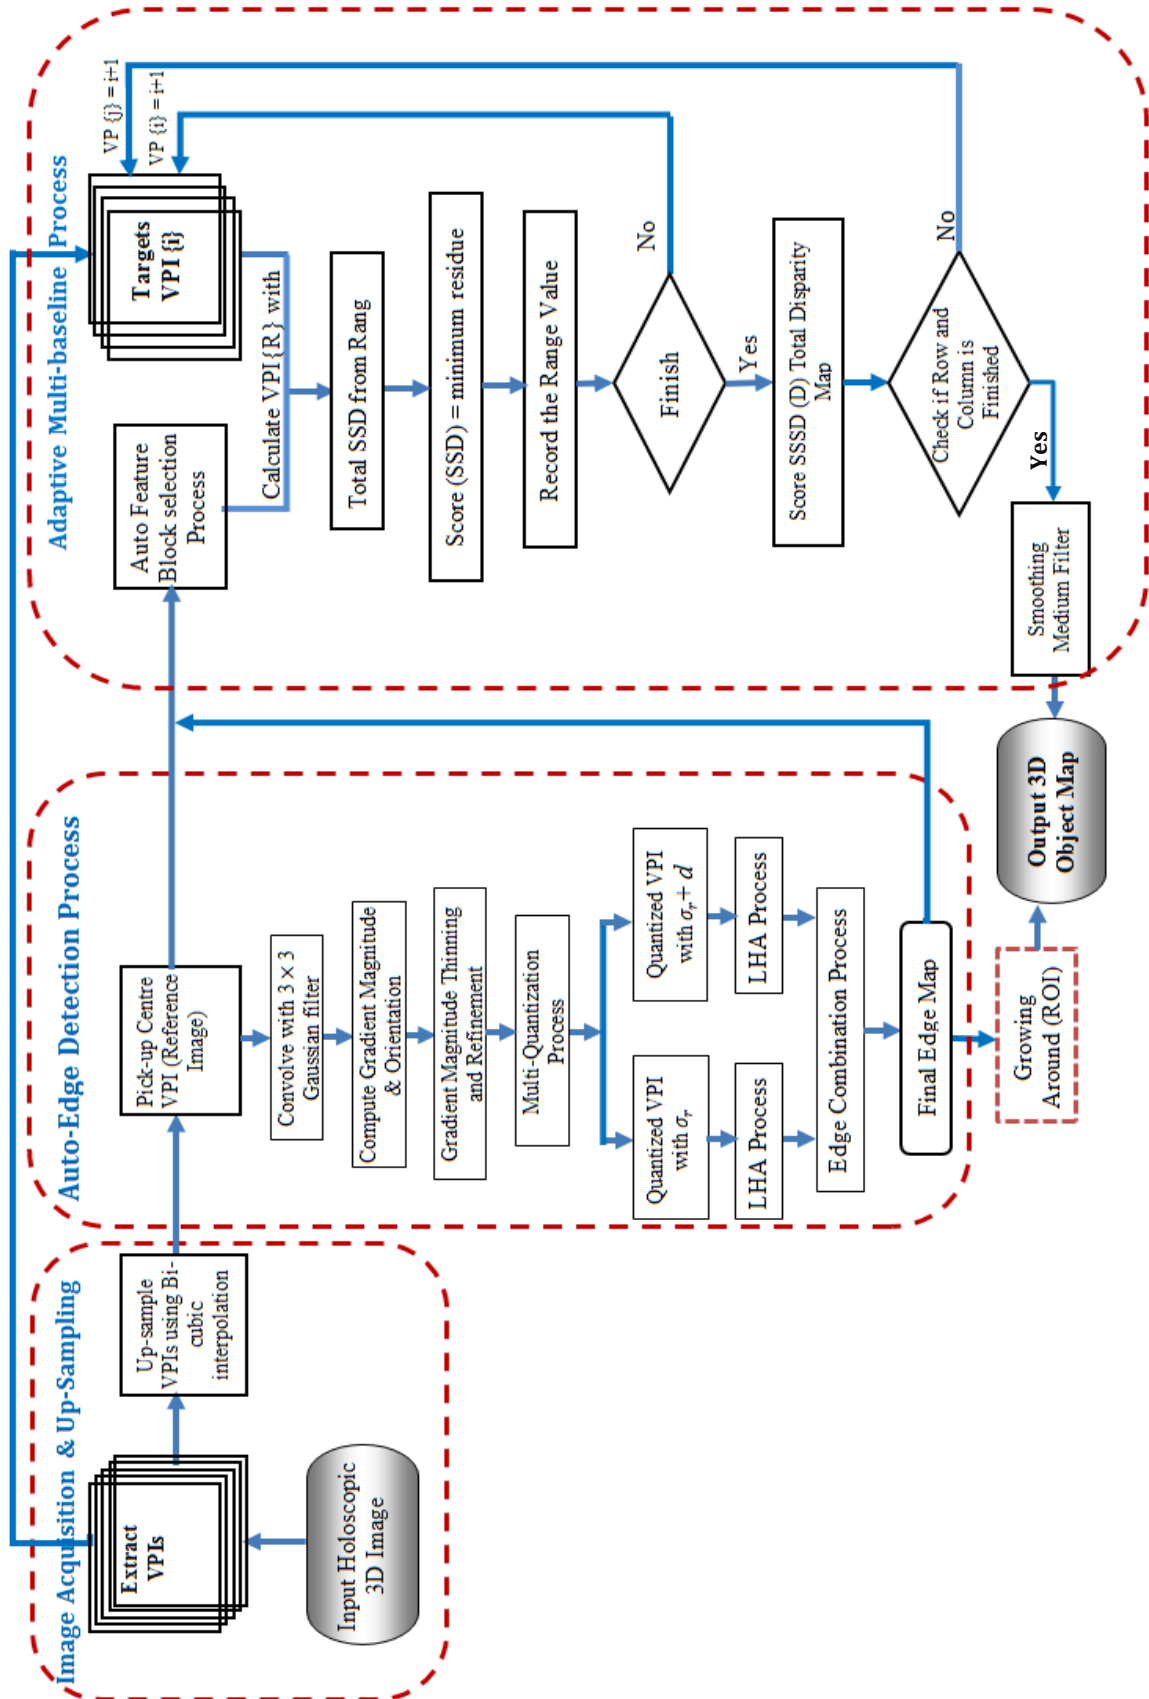 Image Acquisition & Up-Sampling
Extract
VPIs
Input Holoscopic
3D Image
Up-sample
VPIs using Bi-
cubic
interpolation
Auto-Edge Detection Process
Pick-up Centre
VPI (Reference
Image)
Convolve with 3 × 3
Gaussian filter
Compute Gradient Magnitude
& Orientation
Gradient Magnitude Thinning
and Refinement
Multi-Quantization
Process
Quantized VPI
with σᵣ
Quantized VPI
with σᵣ + d
LHA Process
LHA Process
Edge Combination Process
Final Edge Map
Growing
Around (ROI)
Output 3D
Object Map
Adaptive Multi-baseline Process
Auto Feature
Block selection
Process
Targets
VPI {i}
VP {j} = i+1
VP {i} = i+1
Calculate VPI{R} with
Total SSD from Rang
Score (SSD) = minimum residue
Record the Range Value
Finish
No
Yes
Score SSSD (D) Total Disparity
Map
Check if Row and
Column is
Finished
No
Yes
Smoothing
Medium Filter